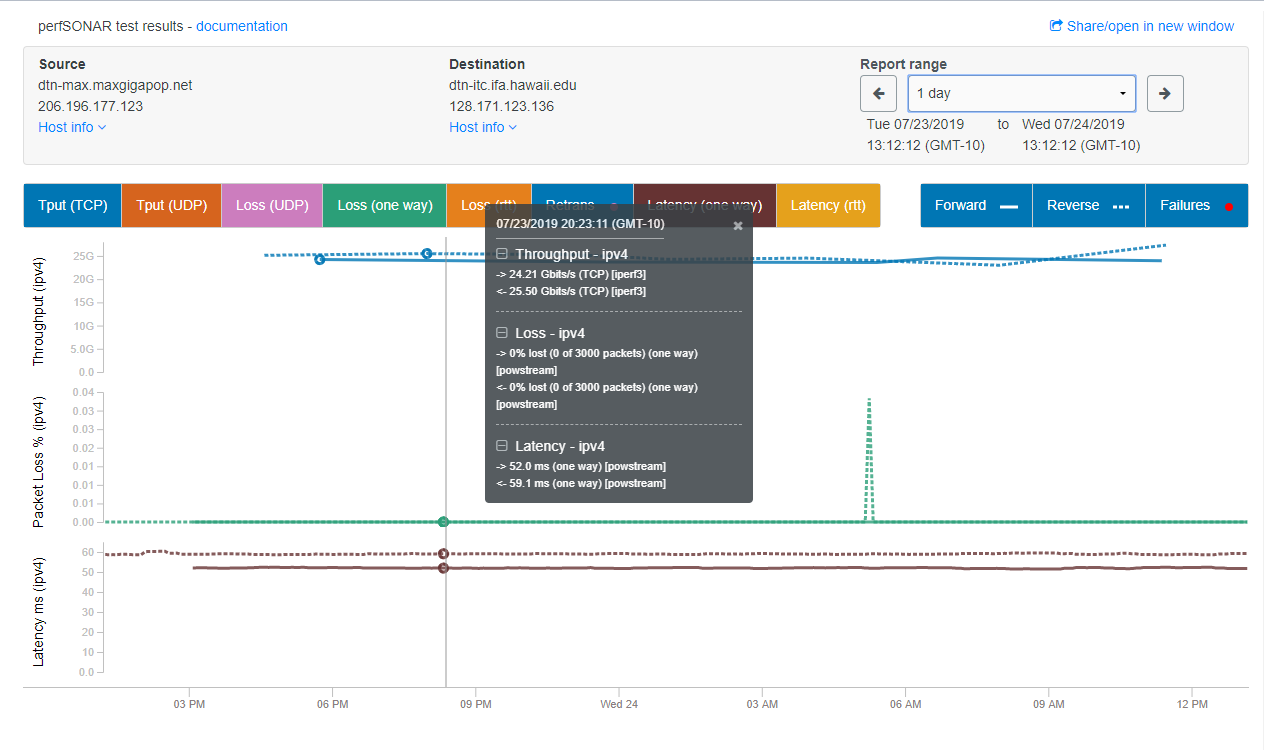 perfSONAR test results - documentation
Share/open in new window
Source
dtn-max.maxgigapop.net
206.196.177.123
Host info
Destination
dtn-itc.ifa.hawaii.edu
128.171.123.136
Host info
Report range
1 day
Tue 07/23/2019 to Wed 07/24/2019
13:12:12 (GMT-10) 13:12:12 (GMT-10)
Tput (TCP) Tput (UDP) Loss (UDP) Loss (one way) Loss (rtt) Retrans Latency (one way) Latency (rtt)
Forward Reverse Failures
07/23/2019 20:23:11 (GMT-10)
Throughput - ipv4
-> 24.21 Gbits/s (TCP) [iperf3]
<- 25.50 Gbits/s (TCP) [iperf3]
Loss - ipv4
-> 0% lost (0 of 3000 packets) (one way)
[powstream]
<- 0% lost (0 of 3000 packets) (one way)
[powstream]
Latency - ipv4
-> 52.0 ms (one way) [powstream]
<- 59.1 ms (one way) [powstream]
Throughput (ipv4)
25G
20G
15G
10G
5.0G
0.0
Packet Loss % (ipv4)
0.04
0.03
0.03
0.02
0.01
0.01
0.01
0.00
Latency ms (ipv4)
60
50
40
30
20
10
0.0
03 PM 06 PM 09 PM Wed 24 03 AM 06 AM 09 AM 12 PM